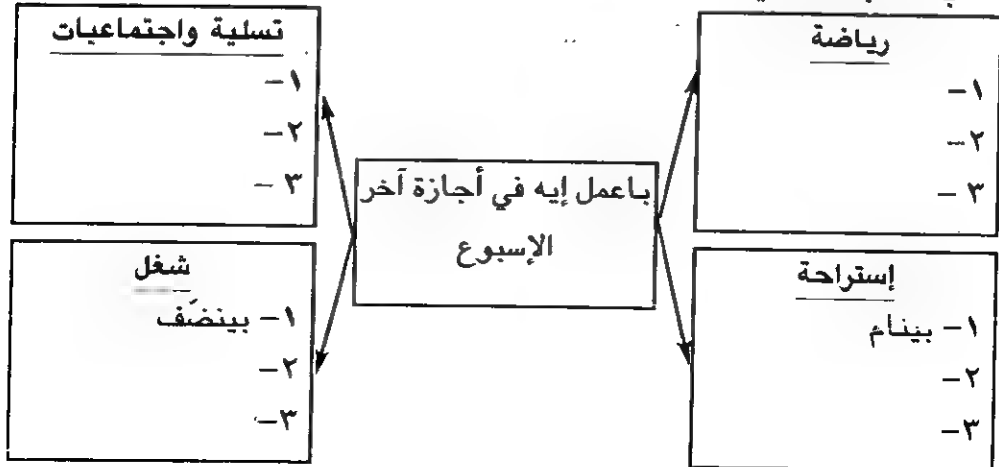 رياضة
١-
٢-
٣-
تسلية واجتماعيات
١-
٢-
٣-
باعمل إيه في أجازة آخر
الإسبوع
إستراحة
١- بينام
٢-
٣-
شغل
١- بينضّف
٢-
٣-